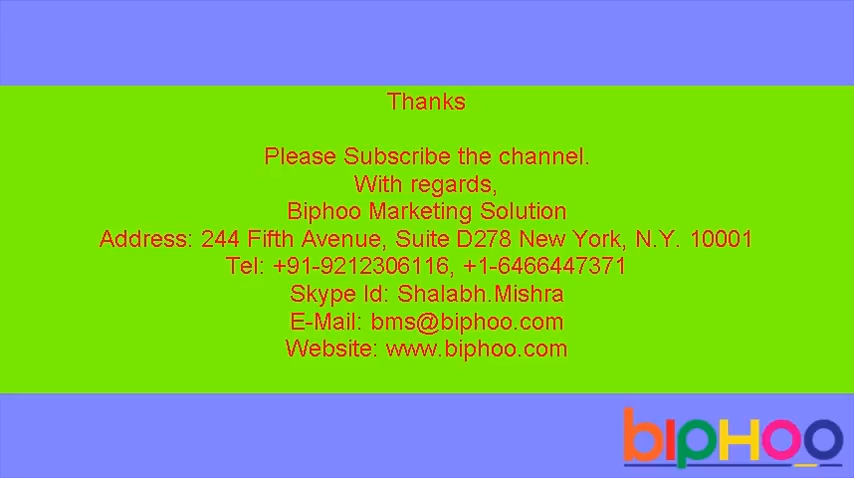 Thanks
Please Subscribe the channel.
With regards,
Biphoo Marketing Solution
Address: 244 Fifth Avenue, Suite D278 New York, N.Y. 10001
Tel: +91-9212306116, +1-6466447371
Skype Id: Shalabh.Mishra
E-Mail: bms@biphoo.com
Website: www.biphoo.com
bIpHOO